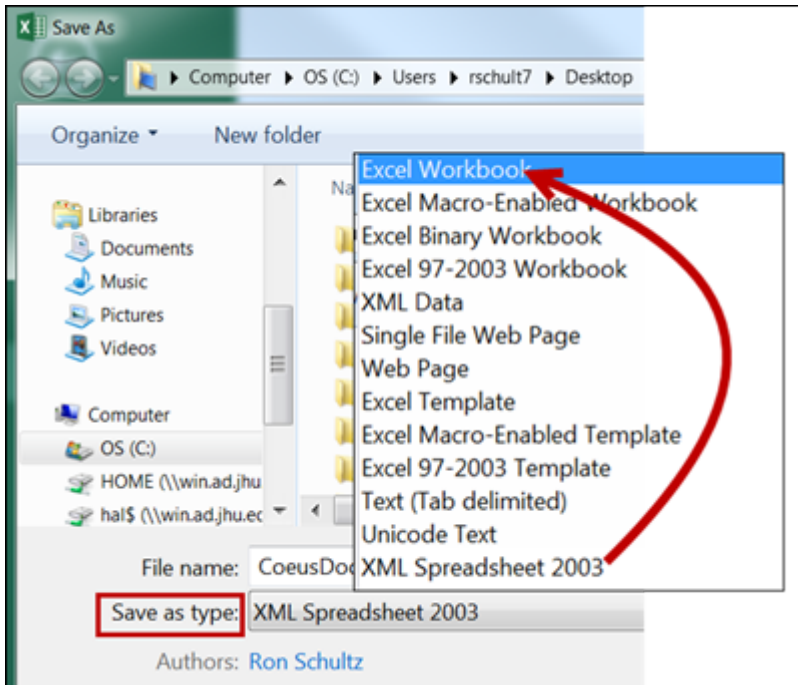 Save As
Computer ▸ OS (C:) ▸ Users ▸ rschult7 ▸ Desktop
Organize New folder
Na
Libraries
Documents
Music
Pictures
Videos
Computer
OS (C:)
HOME (\\win.ad.jhu
hal$ (\\win.ad.jhu.ec
Excel Workbook
Excel Macro-Enabled Workbook
Excel Binary Workbook
Excel 97-2003 Workbook
XML Data
Single File Web Page
Web Page
Excel Template
Excel Macro-Enabled Template
Excel 97-2003 Template
Text (Tab delimited)
Unicode Text
XML Spreadsheet 2003
File name: CoeusDoc
Save as type: XML Spreadsheet 2003
Authors: Ron Schultz